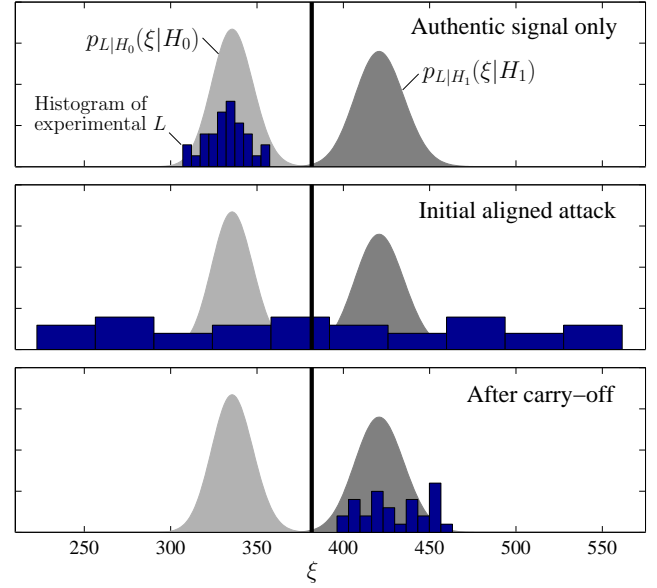 Authentic signal only
p_{L|H_0}(ξ|H_0)
p_{L|H_1}(ξ|H_1)
Histogram of
experimental L
Initial aligned attack
After carry−off
250 300 350 400 450 500 550
ξ